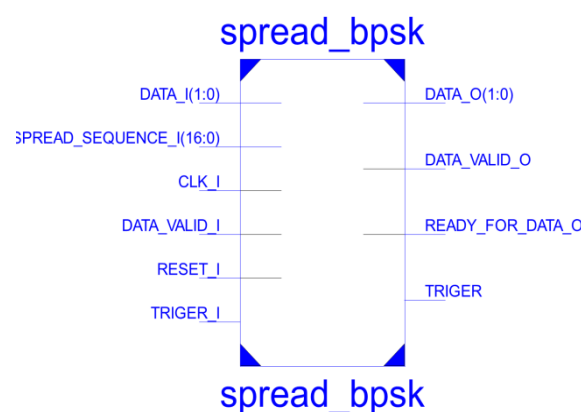 spread_bpsk
DATA_I(1:0)
DATA_O(1:0)
SPREAD_SEQUENCE_I(16:0)
DATA_VALID_O
CLK_I
DATA_VALID_I
READY_FOR_DATA_O
RESET_I
TRIGER
TRIGER_I
spread_bpsk